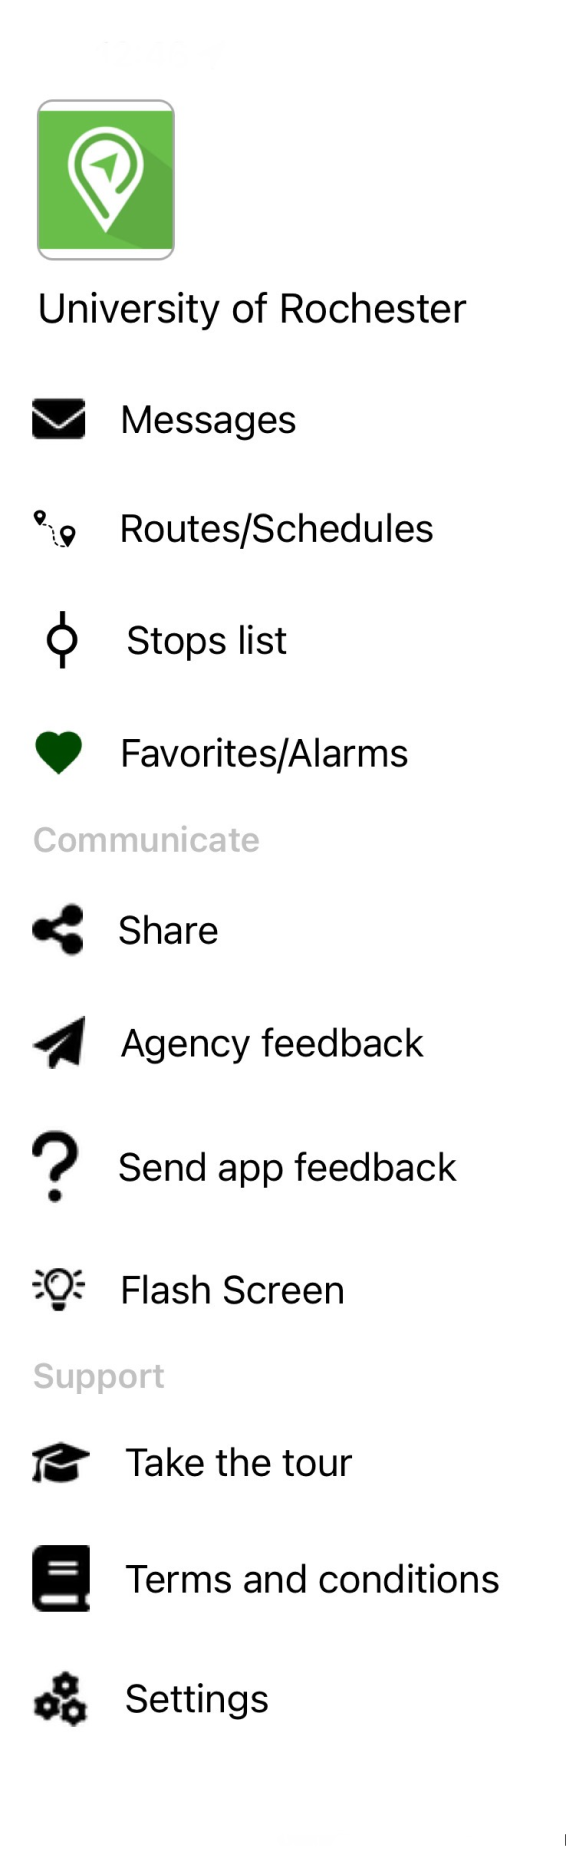 University of Rochester
Messages
Routes/Schedules
Stops list
Favorites/Alarms
Communicate
Share
Agency feedback
Send app feedback
Flash Screen
Support
Take the tour
Terms and conditions
Settings